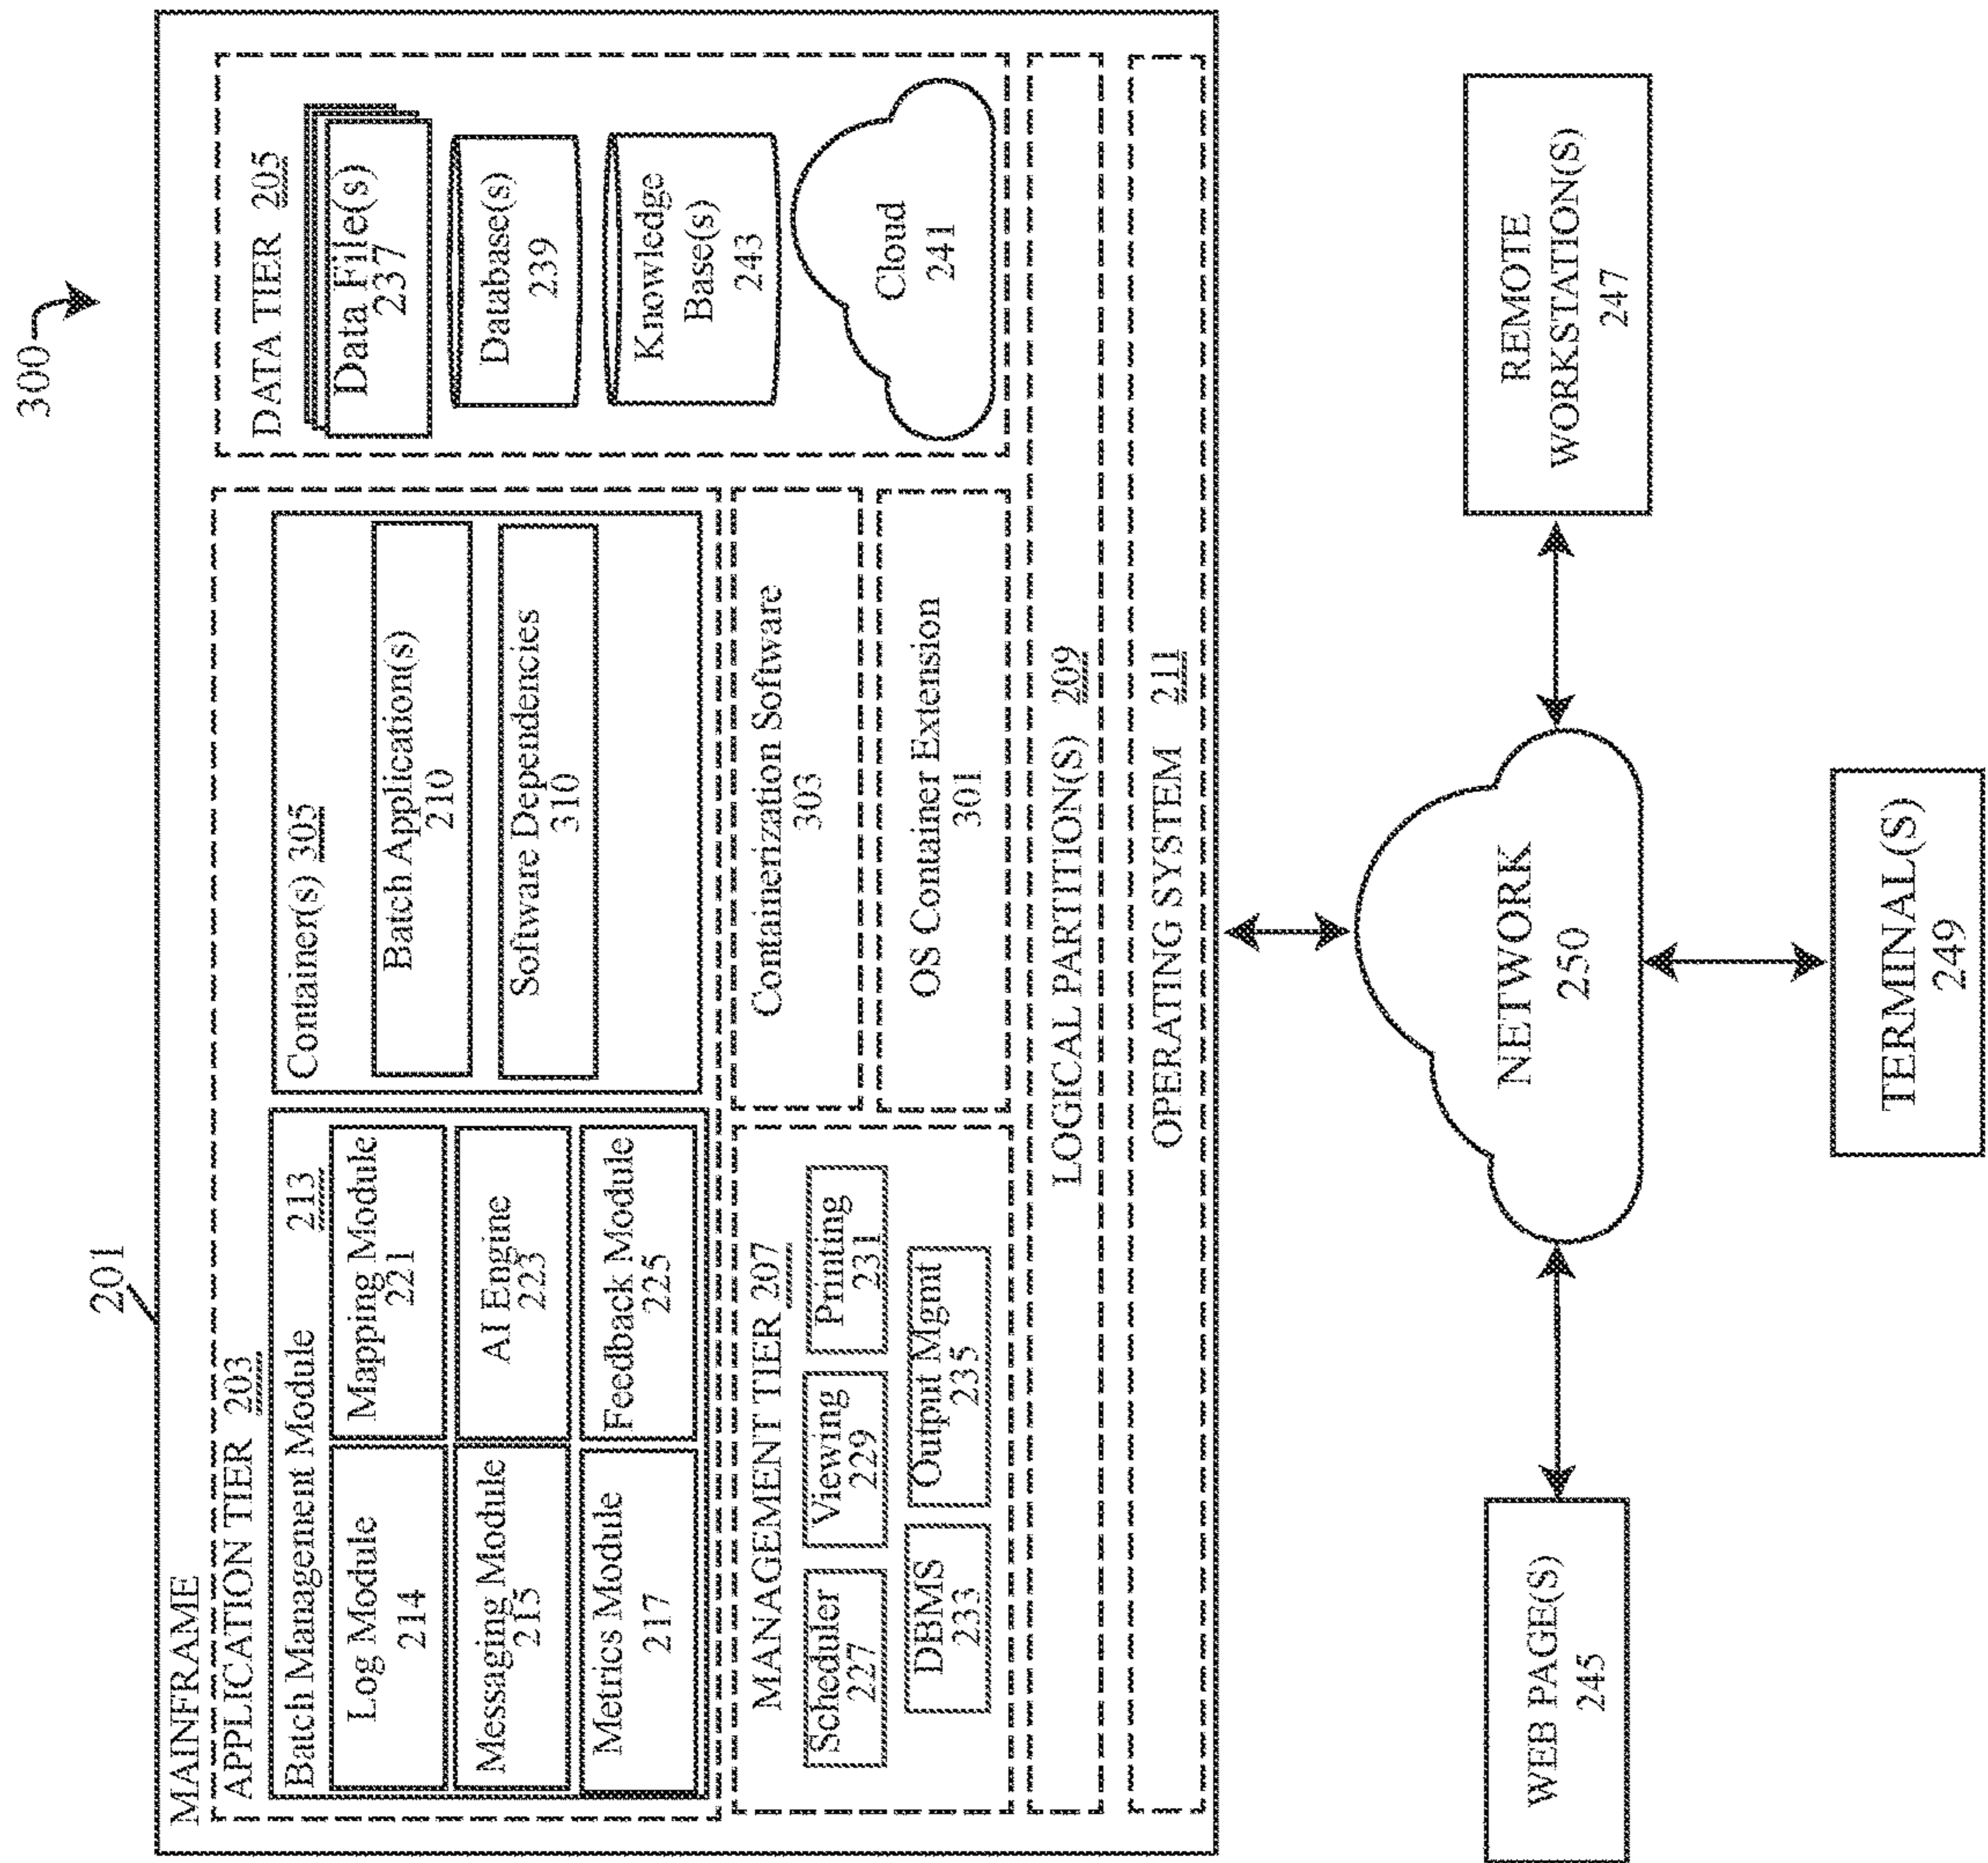 300
201
MAINFRAME
APPLICATION TIER 203
Batch Management Module 213
Log Module
214
Mapping Module
221
Messaging Module
215
AI Engine
223
Metrics Module
217
Feedback Module
225
Container(s) 305
Batch Application(s)
210
Software Dependencies
310
DATA TIER 205
Data File(s)
237
Database(s)
239
Knowledge
Base(s)
243
Cloud
241
MANAGEMENT TIER 207
Scheduler
227
Viewing
229
Printing
231
DBMS
233
Output Mgmt
235
Containerization Software
303
OS Container Extension
301
LOGICAL PARTITION(S) 209
OPERATING SYSTEM 211
NETWORK
250
WEB PAGE(S)
245
TERMINAL(S)
249
REMOTE
WORKSTATION(S)
247